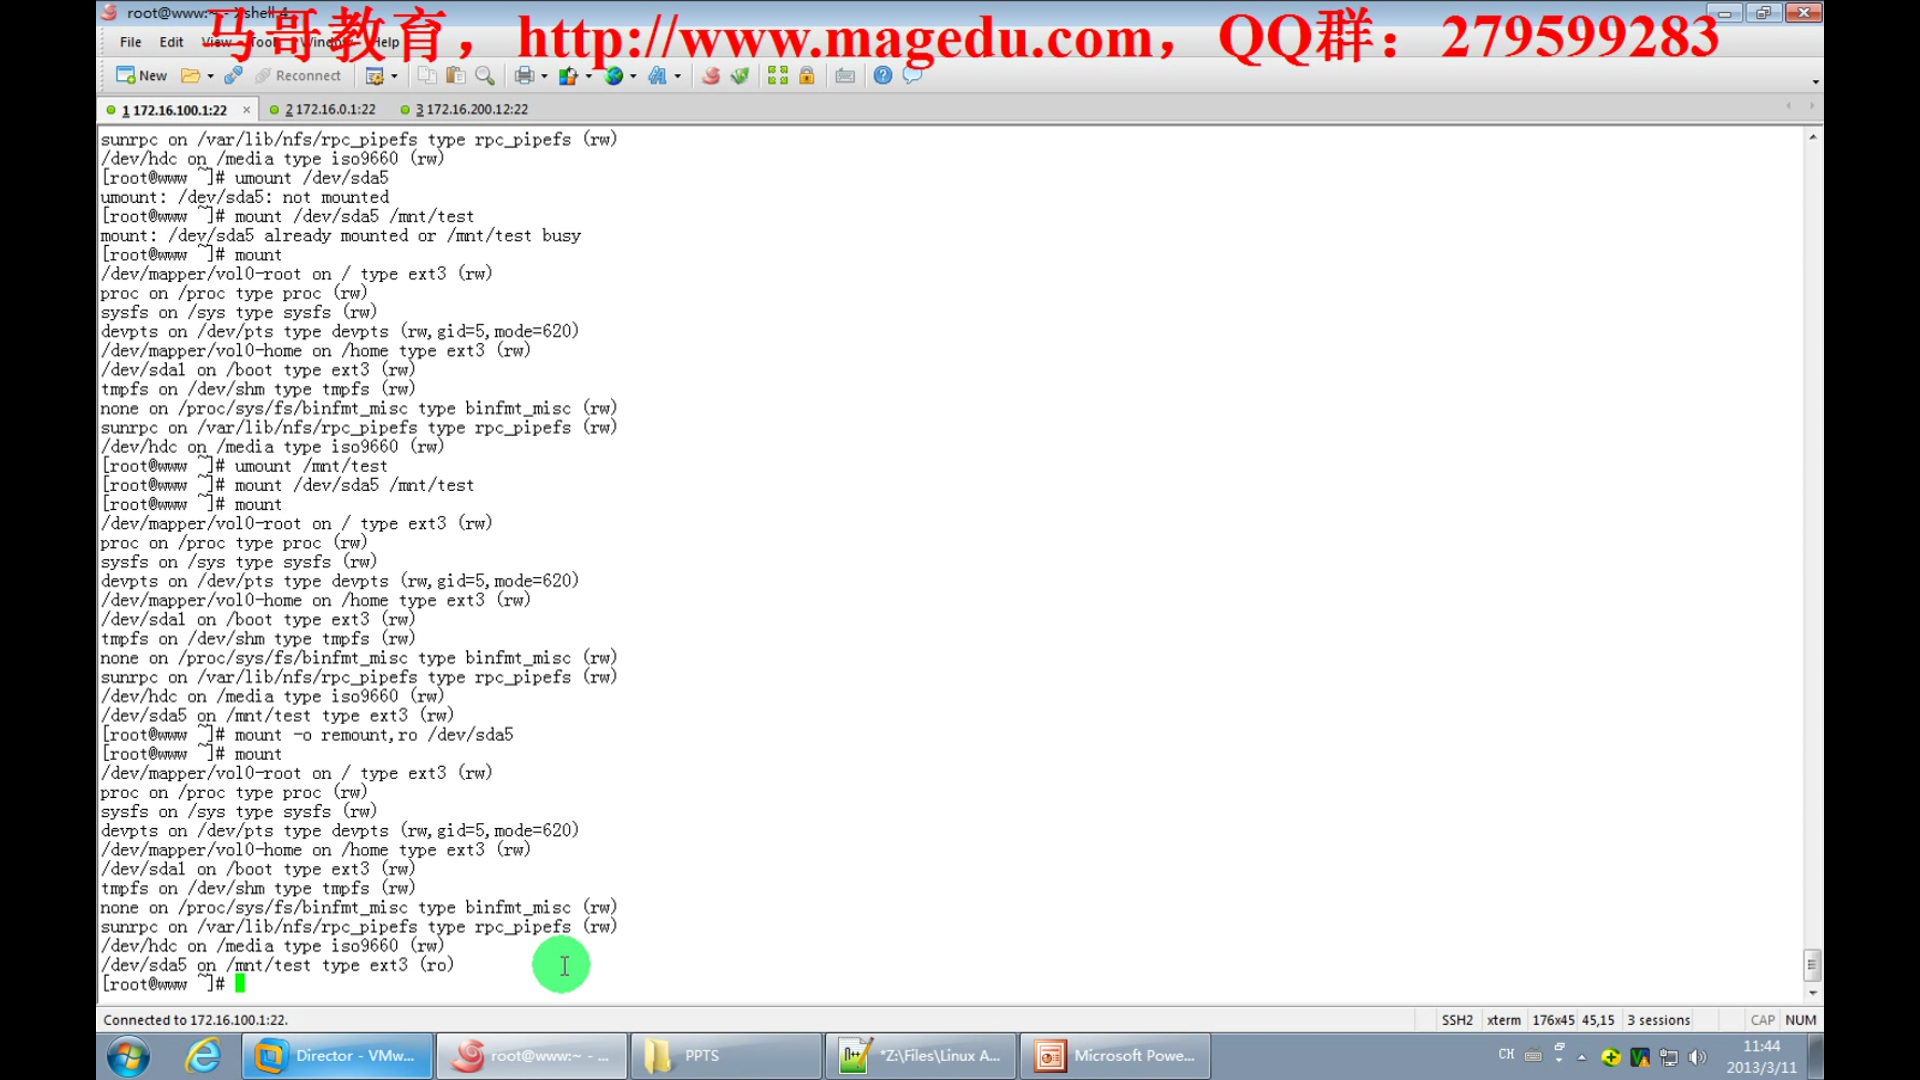 root@www:~ - Xshell 4
马哥教育，http://www.magedu.com，QQ群：279599283
File Edit View Tools Window Help
New Reconnect
1 172.16.100.1:22 × 2 172.16.0.1:22 3 172.16.200.12:22
sunrpc on /var/lib/nfs/rpc_pipefs type rpc_pipefs (rw)
/dev/hdc on /media type iso9660 (rw)
[root@www ~]# umount /dev/sda5
umount: /dev/sda5: not mounted
[root@www ~]# mount /dev/sda5 /mnt/test
mount: /dev/sda5 already mounted or /mnt/test busy
[root@www ~]# mount
/dev/mapper/vol0-root on / type ext3 (rw)
proc on /proc type proc (rw)
sysfs on /sys type sysfs (rw)
devpts on /dev/pts type devpts (rw,gid=5,mode=620)
/dev/mapper/vol0-home on /home type ext3 (rw)
/dev/sda1 on /boot type ext3 (rw)
tmpfs on /dev/shm type tmpfs (rw)
none on /proc/sys/fs/binfmt_misc type binfmt_misc (rw)
sunrpc on /var/lib/nfs/rpc_pipefs type rpc_pipefs (rw)
/dev/hdc on /media type iso9660 (rw)
[root@www ~]# umount /mnt/test
[root@www ~]# mount /dev/sda5 /mnt/test
[root@www ~]# mount
/dev/mapper/vol0-root on / type ext3 (rw)
proc on /proc type proc (rw)
sysfs on /sys type sysfs (rw)
devpts on /dev/pts type devpts (rw,gid=5,mode=620)
/dev/mapper/vol0-home on /home type ext3 (rw)
/dev/sda1 on /boot type ext3 (rw)
tmpfs on /dev/shm type tmpfs (rw)
none on /proc/sys/fs/binfmt_misc type binfmt_misc (rw)
sunrpc on /var/lib/nfs/rpc_pipefs type rpc_pipefs (rw)
/dev/hdc on /media type iso9660 (rw)
/dev/sda5 on /mnt/test type ext3 (rw)
[root@www ~]# mount -o remount,ro /dev/sda5
[root@www ~]# mount
/dev/mapper/vol0-root on / type ext3 (rw)
proc on /proc type proc (rw)
sysfs on /sys type sysfs (rw)
devpts on /dev/pts type devpts (rw,gid=5,mode=620)
/dev/mapper/vol0-home on /home type ext3 (rw)
/dev/sda1 on /boot type ext3 (rw)
tmpfs on /dev/shm type tmpfs (rw)
none on /proc/sys/fs/binfmt_misc type binfmt_misc (rw)
sunrpc on /var/lib/nfs/rpc_pipefs type rpc_pipefs (rw)
/dev/hdc on /media type iso9660 (rw)
/dev/sda5 on /mnt/test type ext3 (ro)
[root@www ~]#
Connected to 172.16.100.1:22. SSH2 xterm 176x45 45,15 3 sessions CAP NUM
Director - VMw... root@www:~ - ... PPTS *Z:\Files\Linux A... Microsoft Powe... CH 11:44
2013/3/11